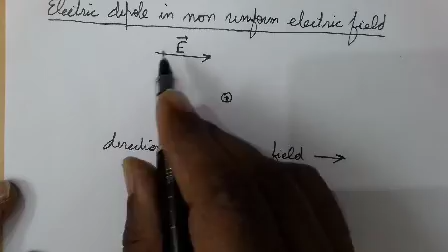 Electric dipole in non uniform electric field
E
+
direction field